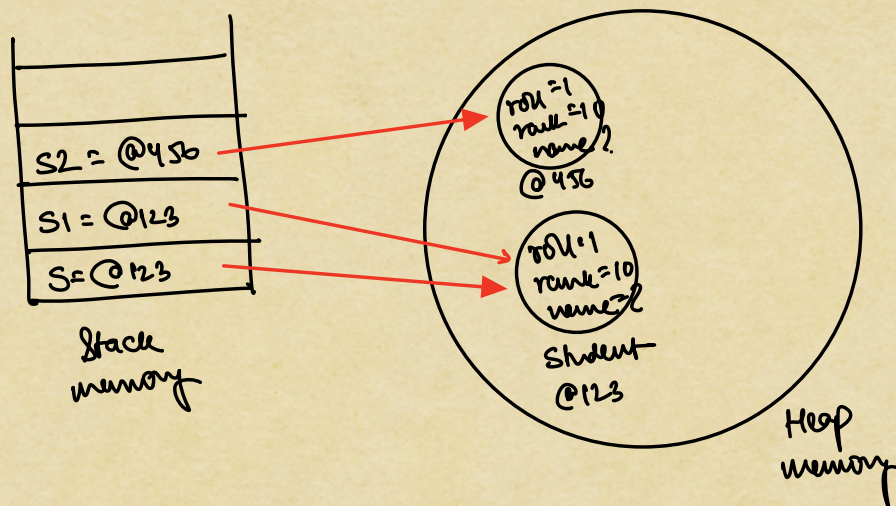 S2 = @456
S1 = @123
S=@123
Stack
memory
roll=1
rank=10
name=?
@456
roll=1
rank=10
name=?
Student
@123
Heap
memory